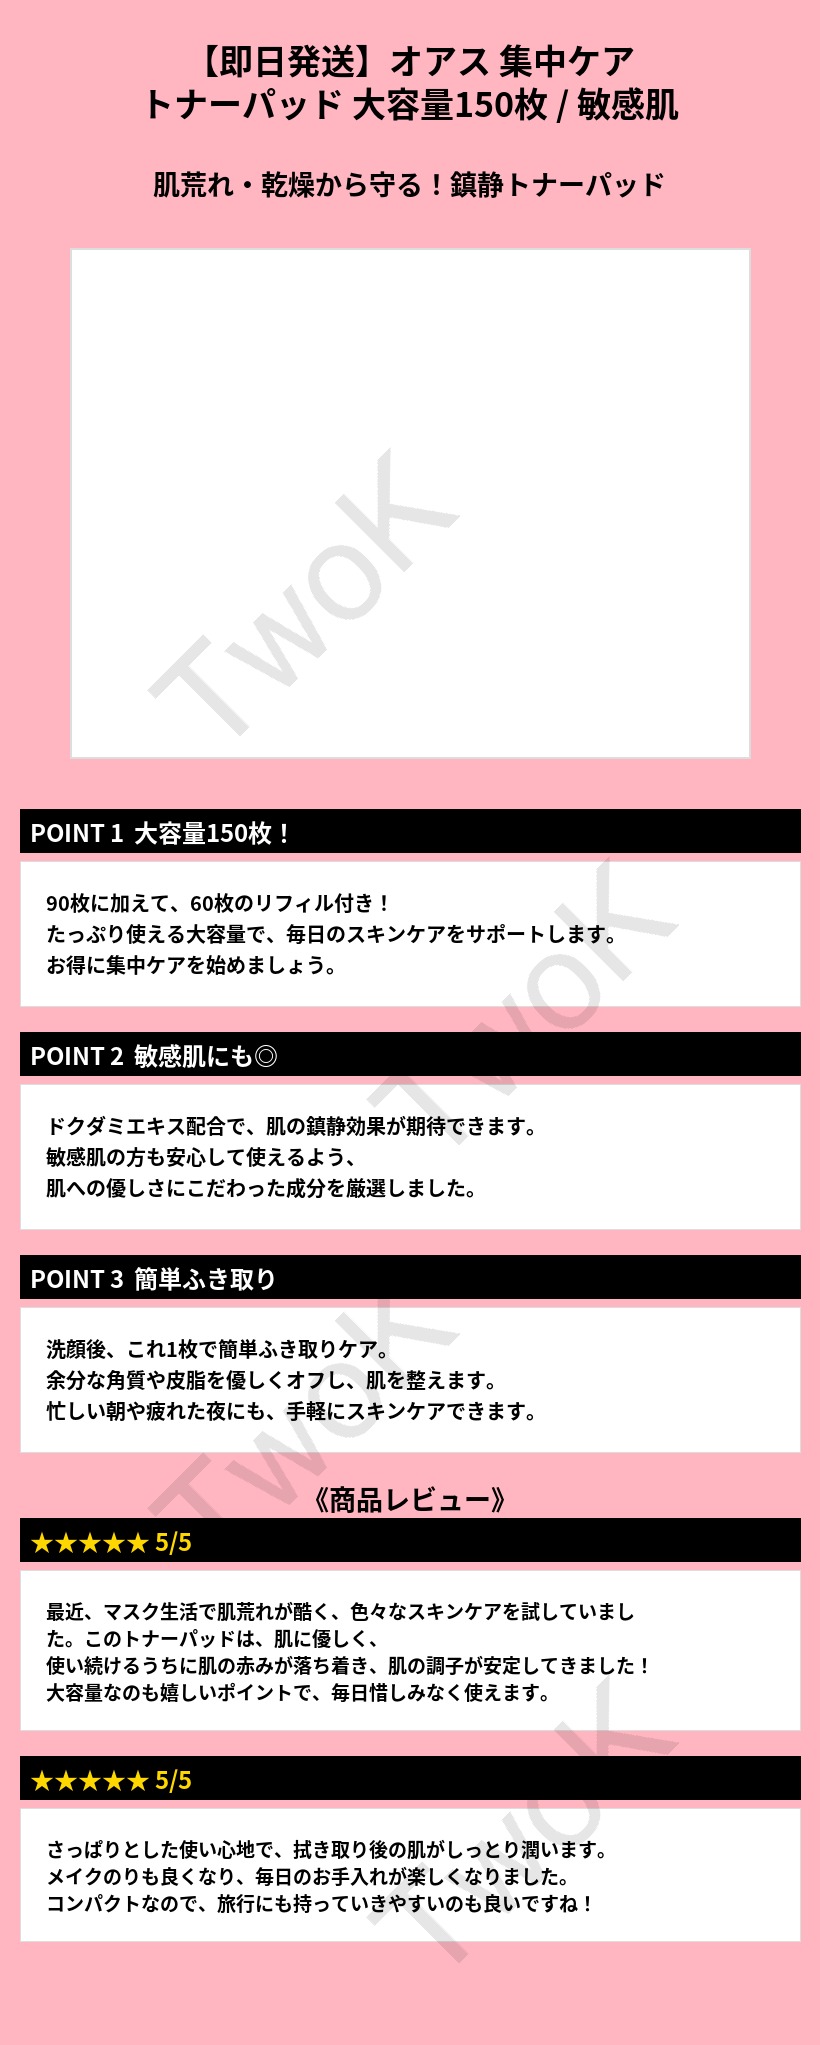 【即日発送】オアス 集中ケア
トナーパッド 大容量150枚 / 敏感肌
肌荒れ・乾燥から守る！鎮静トナーパッド
TwoK
POINT 1 大容量150枚！
90枚に加えて、60枚のリフィル付き！
たっぷり使える大容量で、毎日のスキンケアをサポートします。
お得に集中ケアを始めましょう。
TwoK
POINT 2 敏感肌にも◎
ドクダミエキス配合で、肌の鎮静効果が期待できます。
敏感肌の方も安心して使えるよう、
肌への優しさにこだわった成分を厳選しました。
POINT 3 簡単ふき取り
洗顔後、これ1枚で簡単ふき取りケア。
余分な角質や皮脂を優しくオフし、肌を整えます。
忙しい朝や疲れた夜にも、手軽にスキンケアできます。
TwoK
《商品レビュー》
★★★★★ 5/5
最近、マスク生活で肌荒れが酷く、色々なスキンケアを試していまし
た。このトナーパッドは、肌に優しく、
使い続けるうちに肌の赤みが落ち着き、肌の調子が安定してきました！
大容量なのも嬉しいポイントで、毎日惜しみなく使えます。
★★★★★ 5/5
さっぱりとした使い心地で、拭き取り後の肌がしっとり潤います。
メイクのりも良くなり、毎日のお手入れが楽しくなりました。
コンパクトなので、旅行にも持っていきやすいのも良いですね！
TwoK